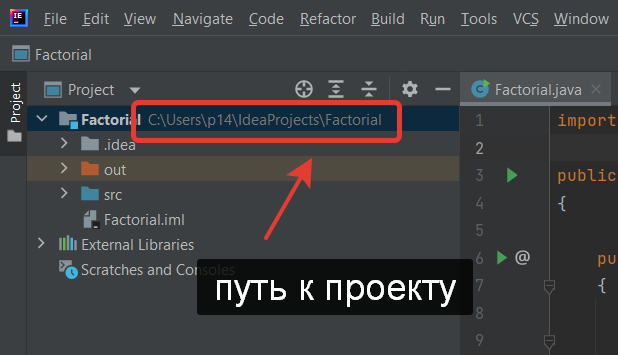 IE File Edit View Navigate Code Refactor Build Run Tools VCS Window
Factorial
Project
Project
Factorial.java
Factorial C:\Users\p14\IdeaProjects\Factorial
.idea
out
src
Factorial.iml
External Libraries
Scratches and Consoles
путь к проекту
1 import
2
3 public
4 {
5
6 @ pu
7 {
8
9